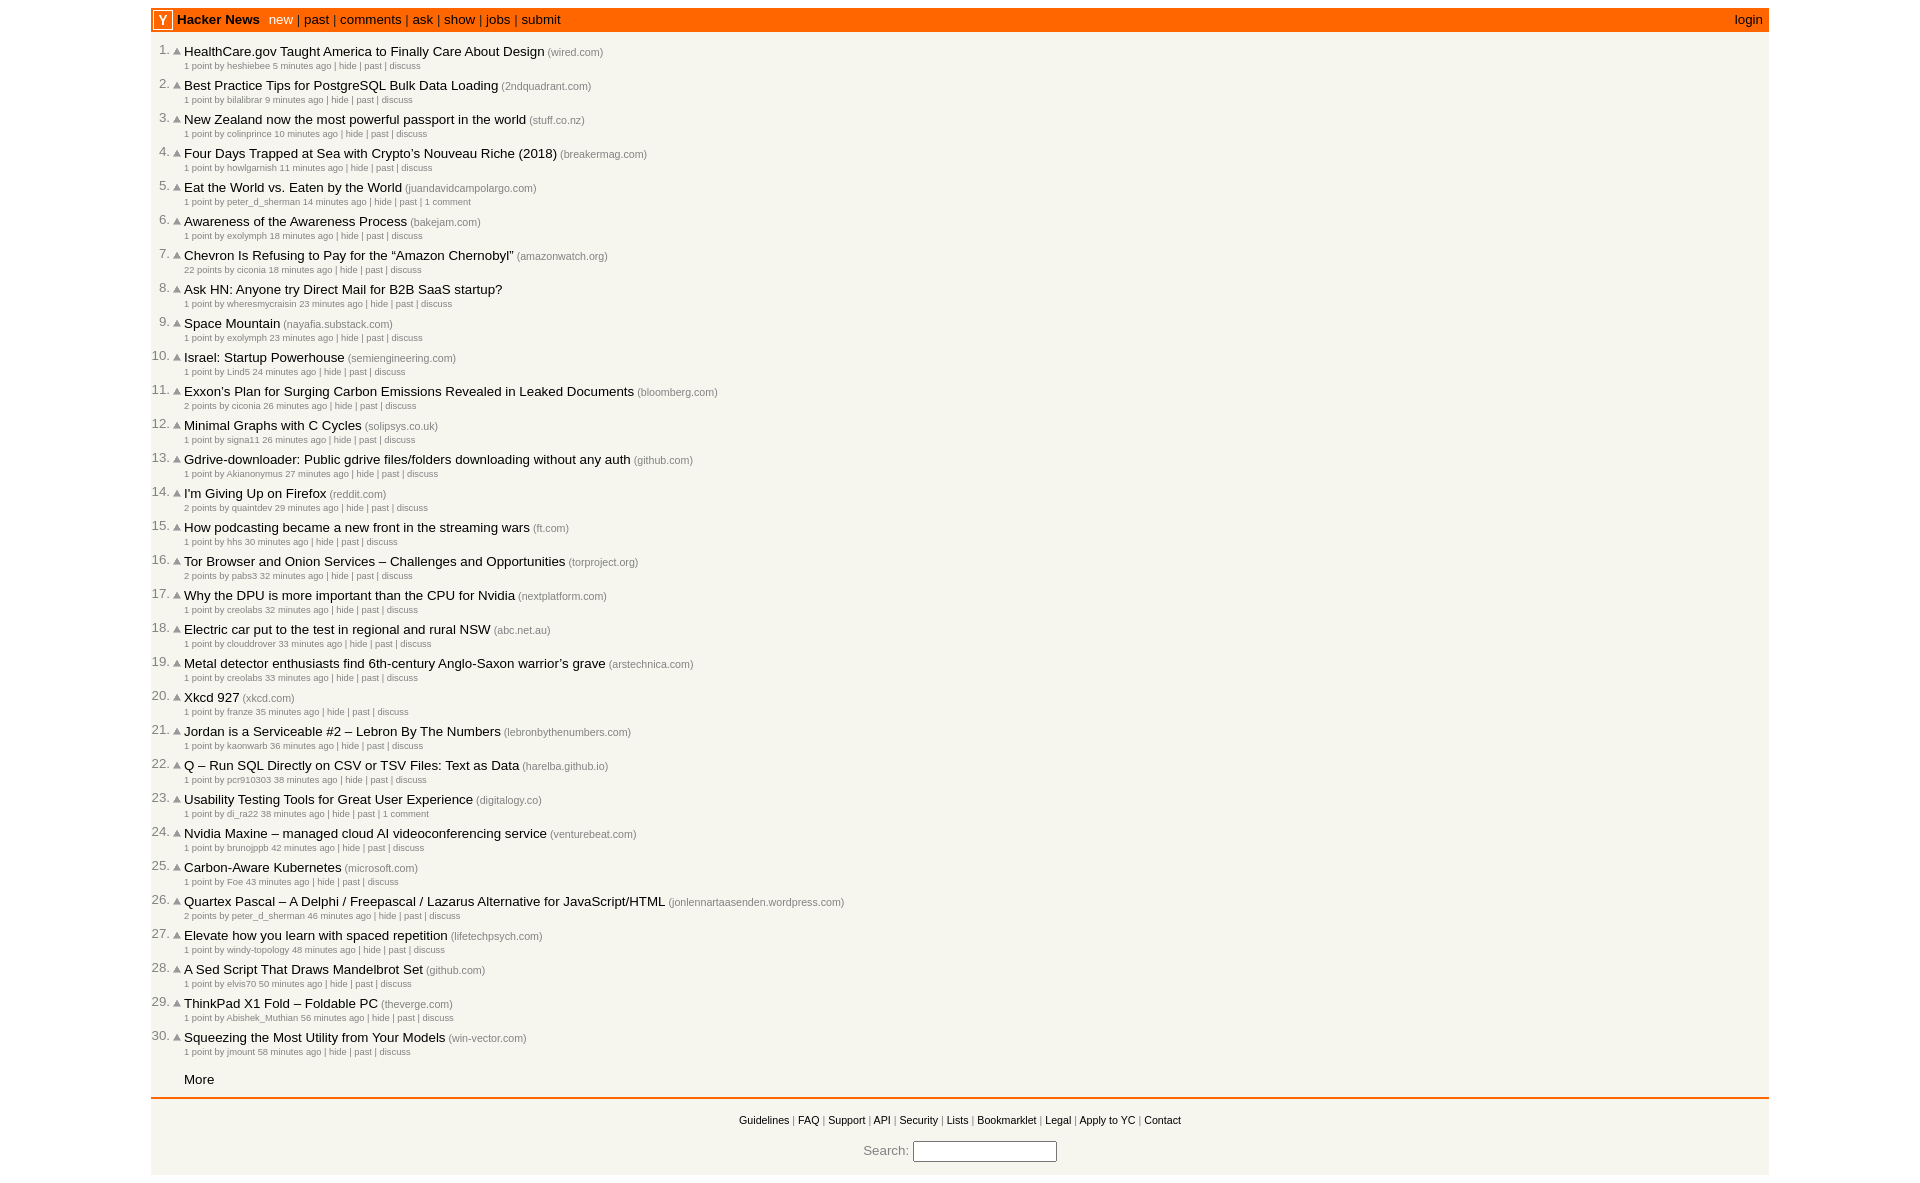 Y Hacker News new | past | comments | ask | show | jobs | submit login
1. HealthCare.gov Taught America to Finally Care About Design (wired.com)
1 point by heshiebee 5 minutes ago | hide | past | discuss
2. Best Practice Tips for PostgreSQL Bulk Data Loading (2ndquadrant.com)
1 point by bilalibrar 9 minutes ago | hide | past | discuss
3. New Zealand now the most powerful passport in the world (stuff.co.nz)
1 point by colinprince 10 minutes ago | hide | past | discuss
4. Four Days Trapped at Sea with Crypto’s Nouveau Riche (2018) (breakermag.com)
1 point by howlgarnish 11 minutes ago | hide | past | discuss
5. Eat the World vs. Eaten by the World (juandavidcampolargo.com)
1 point by peter_d_sherman 14 minutes ago | hide | past | 1 comment
6. Awareness of the Awareness Process (bakejam.com)
1 point by exolymph 18 minutes ago | hide | past | discuss
7. Chevron Is Refusing to Pay for the “Amazon Chernobyl” (amazonwatch.org)
22 points by ciconia 18 minutes ago | hide | past | discuss
8. Ask HN: Anyone try Direct Mail for B2B SaaS startup?
1 point by wheresmycraisin 23 minutes ago | hide | past | discuss
9. Space Mountain (nayafia.substack.com)
1 point by exolymph 23 minutes ago | hide | past | discuss
10. Israel: Startup Powerhouse (semiengineering.com)
1 point by Lind5 24 minutes ago | hide | past | discuss
11. Exxon's Plan for Surging Carbon Emissions Revealed in Leaked Documents (bloomberg.com)
2 points by ciconia 26 minutes ago | hide | past | discuss
12. Minimal Graphs with C Cycles (solipsys.co.uk)
1 point by signa11 26 minutes ago | hide | past | discuss
13. Gdrive-downloader: Public gdrive files/folders downloading without any auth (github.com)
1 point by Akianonymus 27 minutes ago | hide | past | discuss
14. I'm Giving Up on Firefox (reddit.com)
2 points by quaintdev 29 minutes ago | hide | past | discuss
15. How podcasting became a new front in the streaming wars (ft.com)
1 point by hhs 30 minutes ago | hide | past | discuss
16. Tor Browser and Onion Services – Challenges and Opportunities (torproject.org)
2 points by pabs3 32 minutes ago | hide | past | discuss
17. Why the DPU is more important than the CPU for Nvidia (nextplatform.com)
1 point by creolabs 32 minutes ago | hide | past | discuss
18. Electric car put to the test in regional and rural NSW (abc.net.au)
1 point by clouddrover 33 minutes ago | hide | past | discuss
19. Metal detector enthusiasts find 6th-century Anglo-Saxon warrior’s grave (arstechnica.com)
1 point by creolabs 33 minutes ago | hide | past | discuss
20. Xkcd 927 (xkcd.com)
1 point by franze 35 minutes ago | hide | past | discuss
21. Jordan is a Serviceable #2 – Lebron By The Numbers (lebronbythenumbers.com)
1 point by kaonwarb 36 minutes ago | hide | past | discuss
22. Q – Run SQL Directly on CSV or TSV Files: Text as Data (harelba.github.io)
1 point by pcr910303 38 minutes ago | hide | past | discuss
23. Usability Testing Tools for Great User Experience (digitalogy.co)
1 point by di_ra22 38 minutes ago | hide | past | 1 comment
24. Nvidia Maxine – managed cloud AI videoconferencing service (venturebeat.com)
1 point by brunojppb 42 minutes ago | hide | past | discuss
25. Carbon-Aware Kubernetes (microsoft.com)
1 point by Foe 43 minutes ago | hide | past | discuss
26. Quartex Pascal – A Delphi / Freepascal / Lazarus Alternative for JavaScript/HTML (jonlennartaasenden.wordpress.com)
2 points by peter_d_sherman 46 minutes ago | hide | past | discuss
27. Elevate how you learn with spaced repetition (lifetechpsych.com)
1 point by windy-topology 48 minutes ago | hide | past | discuss
28. A Sed Script That Draws Mandelbrot Set (github.com)
1 point by elvis70 50 minutes ago | hide | past | discuss
29. ThinkPad X1 Fold – Foldable PC (theverge.com)
1 point by Abishek_Muthian 56 minutes ago | hide | past | discuss
30. Squeezing the Most Utility from Your Models (win-vector.com)
1 point by jmount 58 minutes ago | hide | past | discuss
More
Guidelines | FAQ | Support | API | Security | Lists | Bookmarklet | Legal | Apply to YC | Contact
Search: